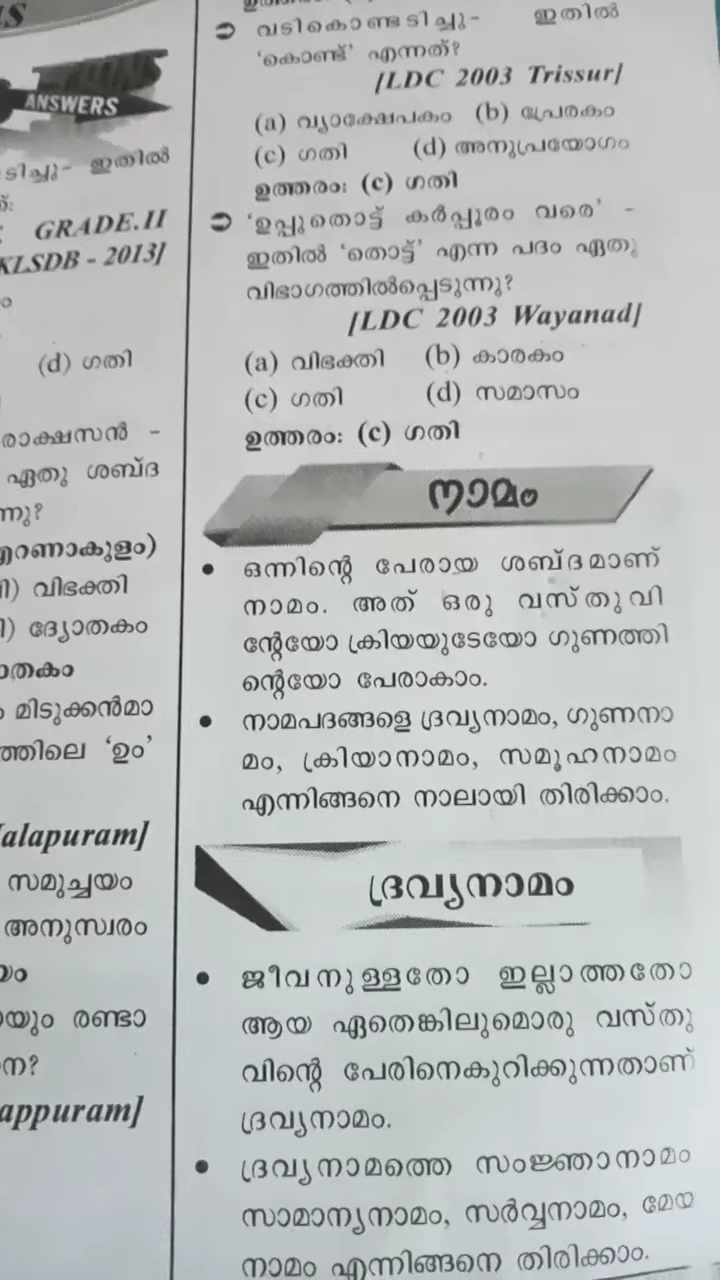 ANSWERS
ടിച്ചു- ഇതിൽ
GRADE.II
KLSDB - 2013]
(d) ഗതി
രാക്ഷസൻ -
ഏതു ശബ്ദ
ന്നു?
എറണാകുളം)
വിഭക്തി
ദ്യോതകം
മിടുക്കൻമാ
ത്തിലെ ‘ഉം’
alapuram]
സമുച്ചയം
അനുസ്വരം
യും രണ്ടാ
appuram]
➲ വടികൊണ്ടടിച്ചു- ഇതിൽ
‘കൊണ്ട്’ എന്നത്?
[LDC 2003 Trissur]
(a) വ്യാക്ഷേപകം (b) പ്രേരകം
(c) ഗതി (d) അനുപ്രയോഗം
ഉത്തരം: (c) ഗതി
➲ ‘ഉപ്പുതൊട്ട് കർപ്പൂരം വരെ’ -
ഇതിൽ ‘തൊട്ട്’ എന്ന പദം ഏതു
വിഭാഗത്തിൽപ്പെടുന്നു?
[LDC 2003 Wayanad]
(a) വിഭക്തി (b) കാരകം
(c) ഗതി (d) സമാസം
ഉത്തരം: (c) ഗതി
നാമം
• ഒന്നിന്റെ പേരായ ശബ്ദമാണ്
നാമം. അത് ഒരു വസ്തുവി
ന്റേയോ ക്രിയയുടേയോ ഗുണത്തി
ന്റെയോ പേരാകാം.
• നാമപദങ്ങളെ ദ്രവ്യനാമം, ഗുണനാ
മം, ക്രിയാനാമം, സമൂഹനാമം
എന്നിങ്ങനെ നാലായി തിരിക്കാം.
ദ്രവ്യനാമം
• ജീവനുള്ളതോ ഇല്ലാത്തതോ
ആയ ഏതെങ്കിലുമൊരു വസ്തു
വിന്റെ പേരിനെകുറിക്കുന്നതാണ്
ദ്രവ്യനാമം.
• ദ്രവ്യനാമത്തെ സംജ്ഞാനാമം
സാമാന്യനാമം, സർവ്വനാമം, മേയ
നാമം എന്നിങ്ങനെ തിരിക്കാം.